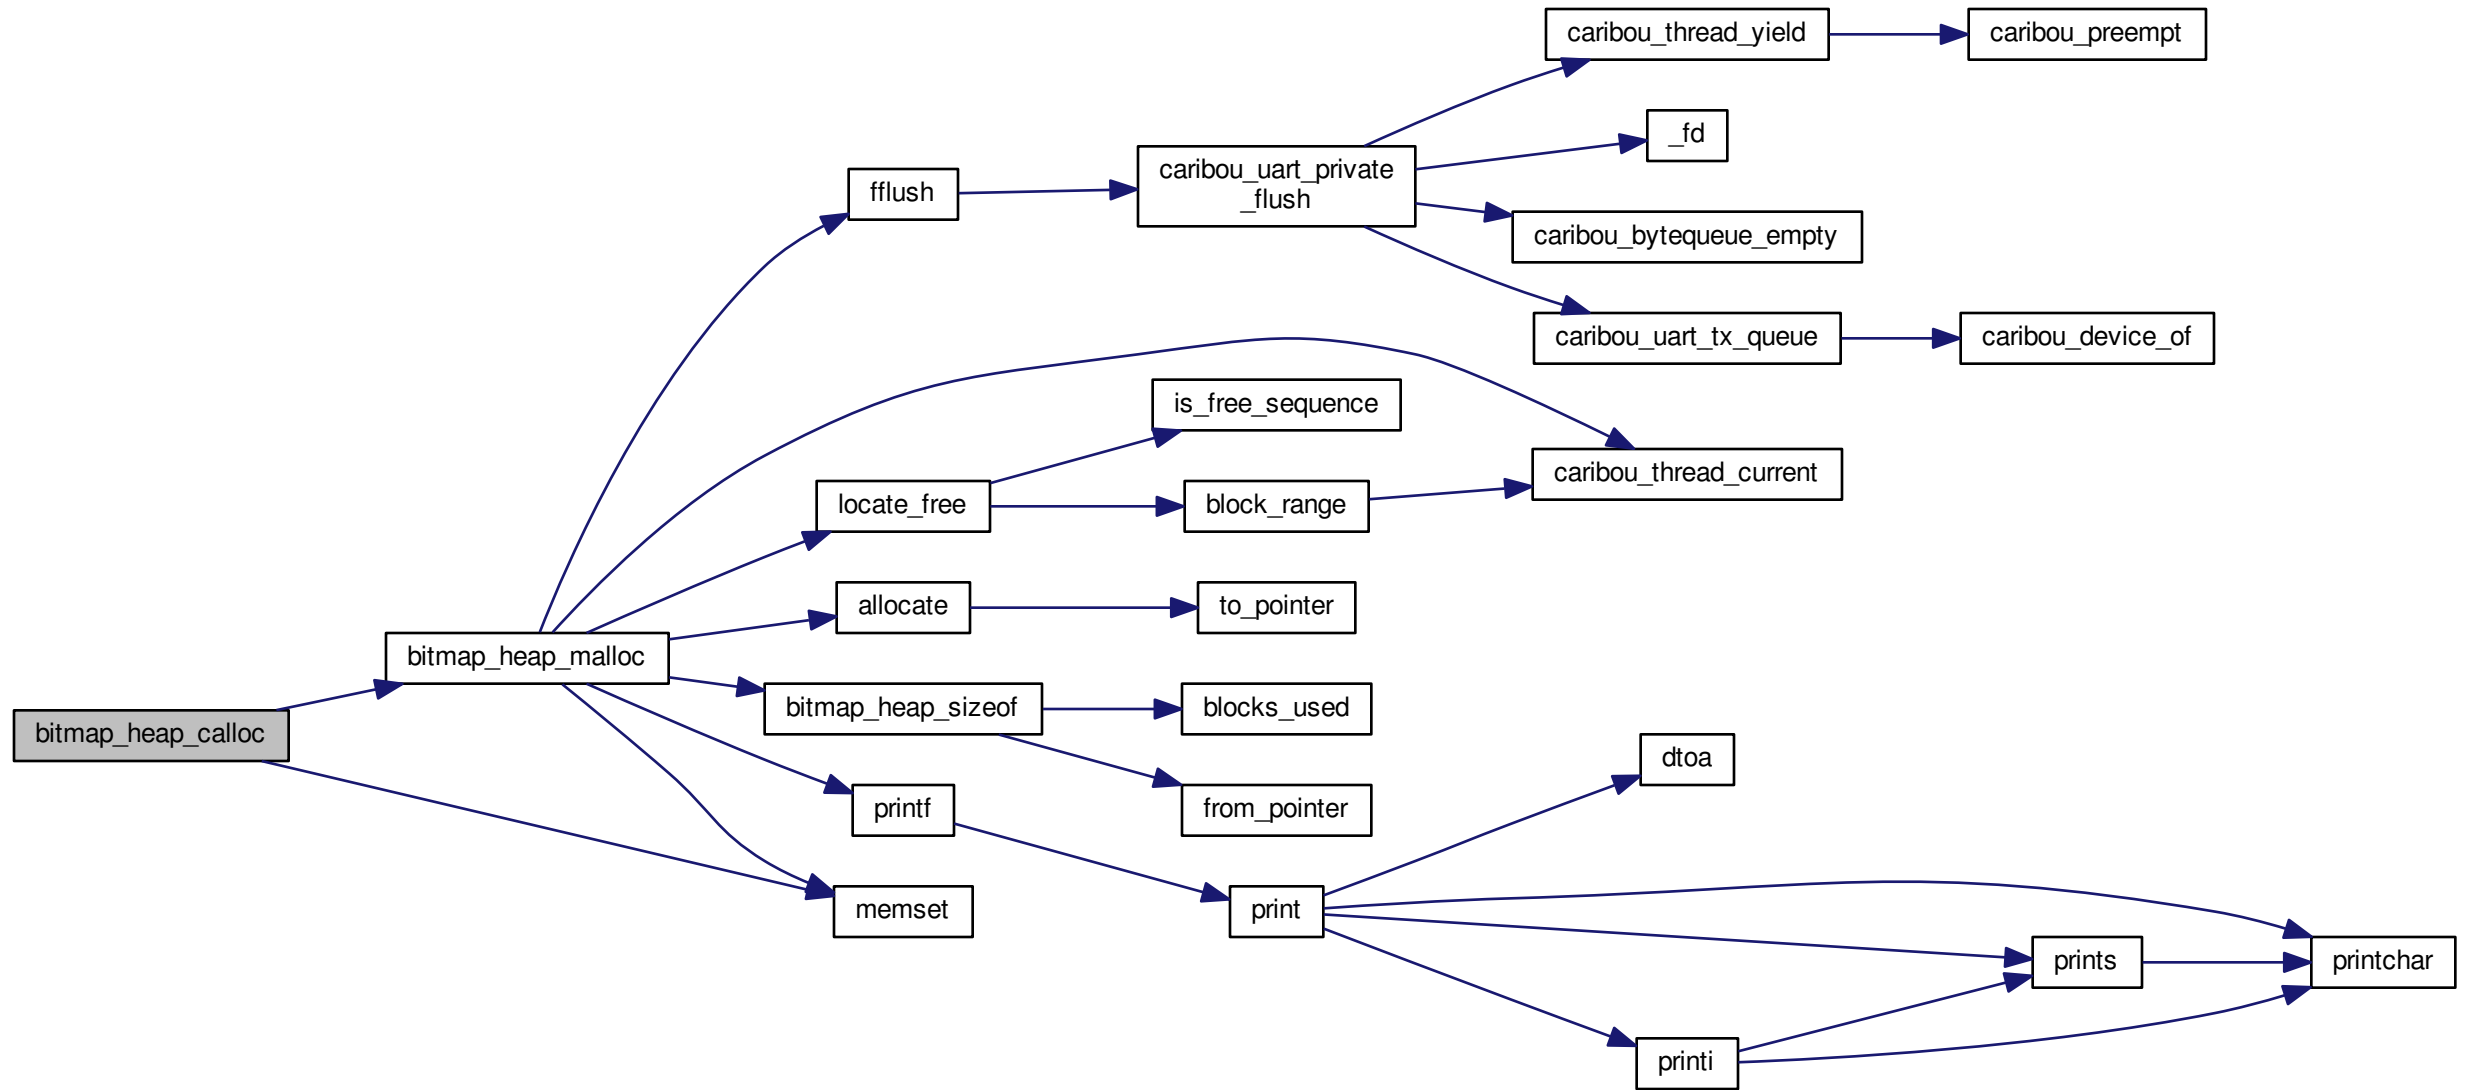 caribou_thread_yield
caribou_preempt
_fd
fflush
caribou_uart_private
_flush
caribou_bytequeue_empty
caribou_uart_tx_queue
caribou_device_of
is_free_sequence
caribou_thread_current
locate_free
block_range
allocate
to_pointer
bitmap_heap_malloc
bitmap_heap_sizeof
blocks_used
bitmap_heap_calloc
dtoa
printf
from_pointer
memset
print
prints
printchar
printi